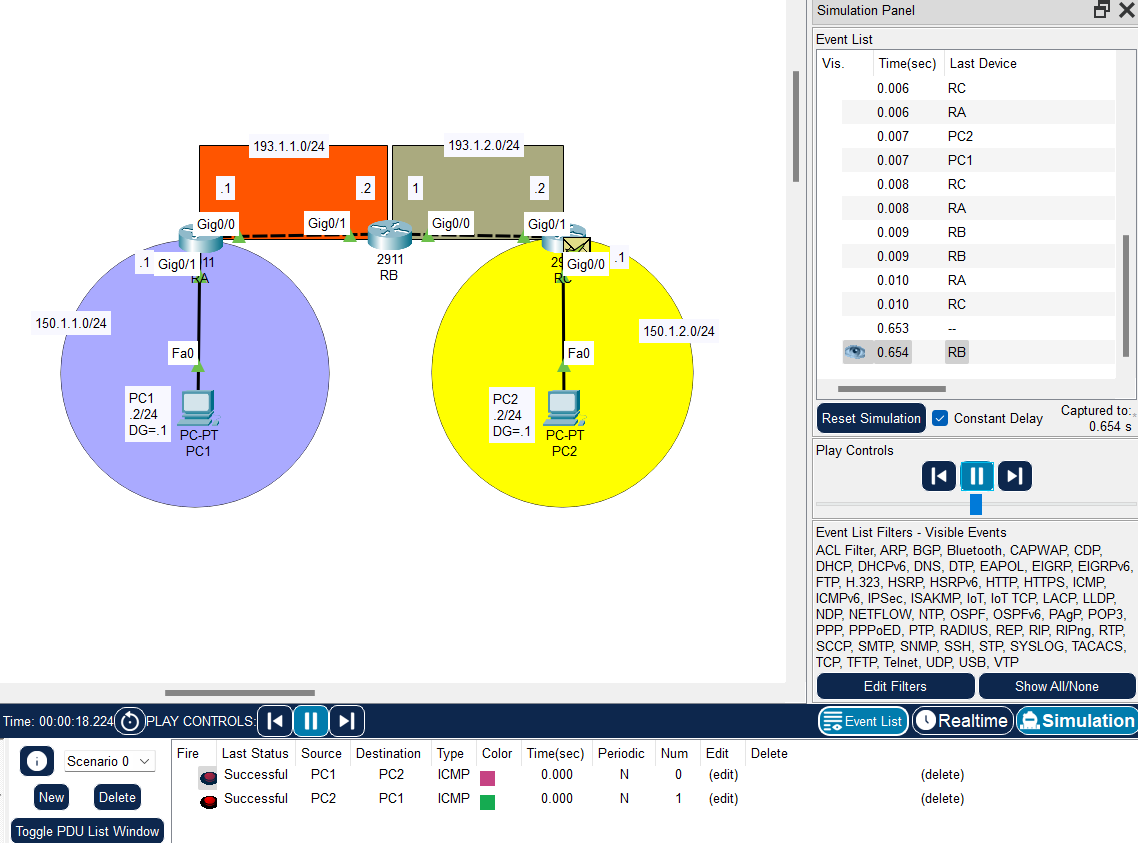 Simulation Panel
Event List
Vis. Time(sec) Last Device
0.006 RC
0.006 RA
0.007 PC2
0.007 PC1
0.008 RC
0.008 RA
0.009 RB
0.009 RB
0.010 RA
0.010 RC
0.653 --
0.654 RB
Reset Simulation Constant Delay Captured to:
0.654 s
Play Controls
Event List Filters - Visible Events
ACL Filter, ARP, BGP, Bluetooth, CAPWAP, CDP,
DHCP, DHCPv6, DNS, DTP, EAPOL, EIGRP, EIGRPv6,
FTP, H.323, HSRP, HSRPv6, HTTP, HTTPS, ICMP,
ICMPv6, IPSec, ISAKMP, IoT, IoT TCP, LACP, LLDP,
NDP, NETFLOW, NTP, OSPF, OSPFv6, PAgP, POP3,
PPP, PPPoED, PTP, RADIUS, REP, RIP, RIPng, RTP,
SCCP, SMTP, SNMP, SSH, STP, SYSLOG, TACACS,
TCP, TFTP, Telnet, UDP, USB, VTP
Edit Filters Show All/None
193.1.1.0/24 193.1.2.0/24
.1 .2 1 .2
Gig0/0 Gig0/1 Gig0/0 Gig0/1
.1 Gig0/1 11
RA
2911
RB
29 Gig0/0 .1
RC
150.1.1.0/24 150.1.2.0/24
Fa0 Fa0
PC1
.2/24
DG=.1
PC-PT
PC1
PC2
.2/24
DG=.1
PC-PT
PC2
Time: 00:00:18.224 PLAY CONTROLS: Event List Realtime Simulation
Scenario 0
New Delete
Toggle PDU List Window
Fire Last Status Source Destination Type Color Time(sec) Periodic Num Edit Delete
Successful PC1 PC2 ICMP 0.000 N 0 (edit) (delete)
Successful PC2 PC1 ICMP 0.000 N 1 (edit) (delete)